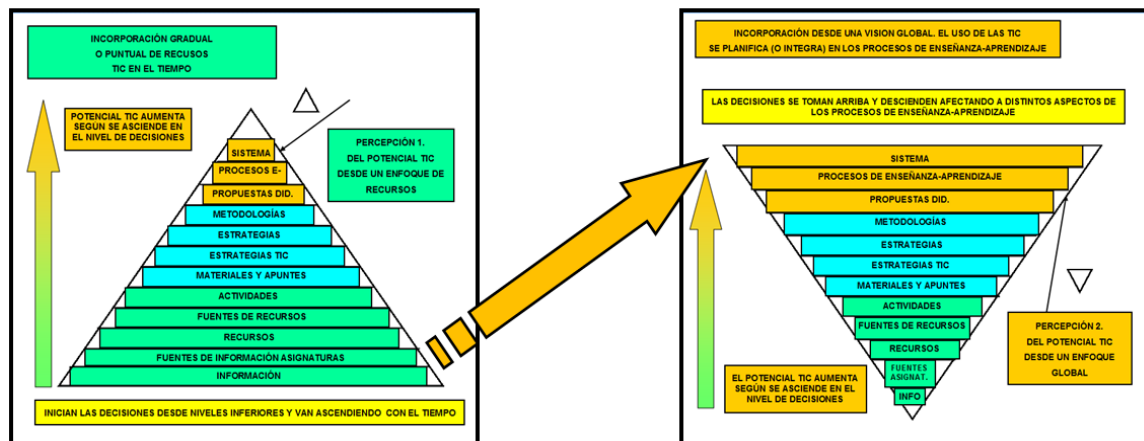 INCORPORACIÓN GRADUAL
O PUNTUAL DE RECUSOS
TIC EN EL TIEMPO
POTENCIAL TIC AUMENTA
SEGÚN SE ASCIENDE EN
EL NIVEL DE DECISIONES
PERCEPCIÓN 1.
DEL POTENCIAL TIC
DESDE UN ENFOQUE DE
RECURSOS
SISTEMA
PROCESOS E-
PROPUESTAS DID.
METODOLOGÍAS
ESTRATEGIAS
ESTRATEGIAS TIC
MATERIALES Y APUNTES
ACTIVIDADES
FUENTES DE RECURSOS
RECURSOS
FUENTES DE INFORMACIÓN ASIGNATURAS
INFORMACIÓN
INICIAN LAS DECISIONES DESDE NIVELES INFERIORES Y VAN ASCENDIENDO CON EL TIEMPO
INCORPORACIÓN DESDE UNA VISION GLOBAL. EL USO DE LAS TIC
SE PLANIFICA (O INTEGRA) EN LOS PROCESOS DE ENSEÑANZA-APRENDIZAJE
LAS DECISIONES SE TOMAN ARRIBA Y DESCIENDEN AFECTANDO A DISTINTOS ASPECTOS DE
LOS PROCESOS DE ENSEÑANZA-APRENDIZAJE
SISTEMA
PROCESOS DE ENSEÑANZA-APRENDIZAJE
PROPUESTAS DID.
METODOLOGÍAS
ESTRATEGIAS
ESTRATEGIAS TIC
MATERIALES Y APUNTES
ACTIVIDADES
FUENTES DE RECURSOS
RECURSOS
FUENTES
ASIGNAT.
INFO
PERCEPCIÓN 2.
DEL POTENCIAL TIC
DESDE UN ENFOQUE
GLOBAL
EL POTENCIAL TIC AUMENTA
SEGÚN SE ASCIENDE EN EL
NIVEL DE DECISIONES